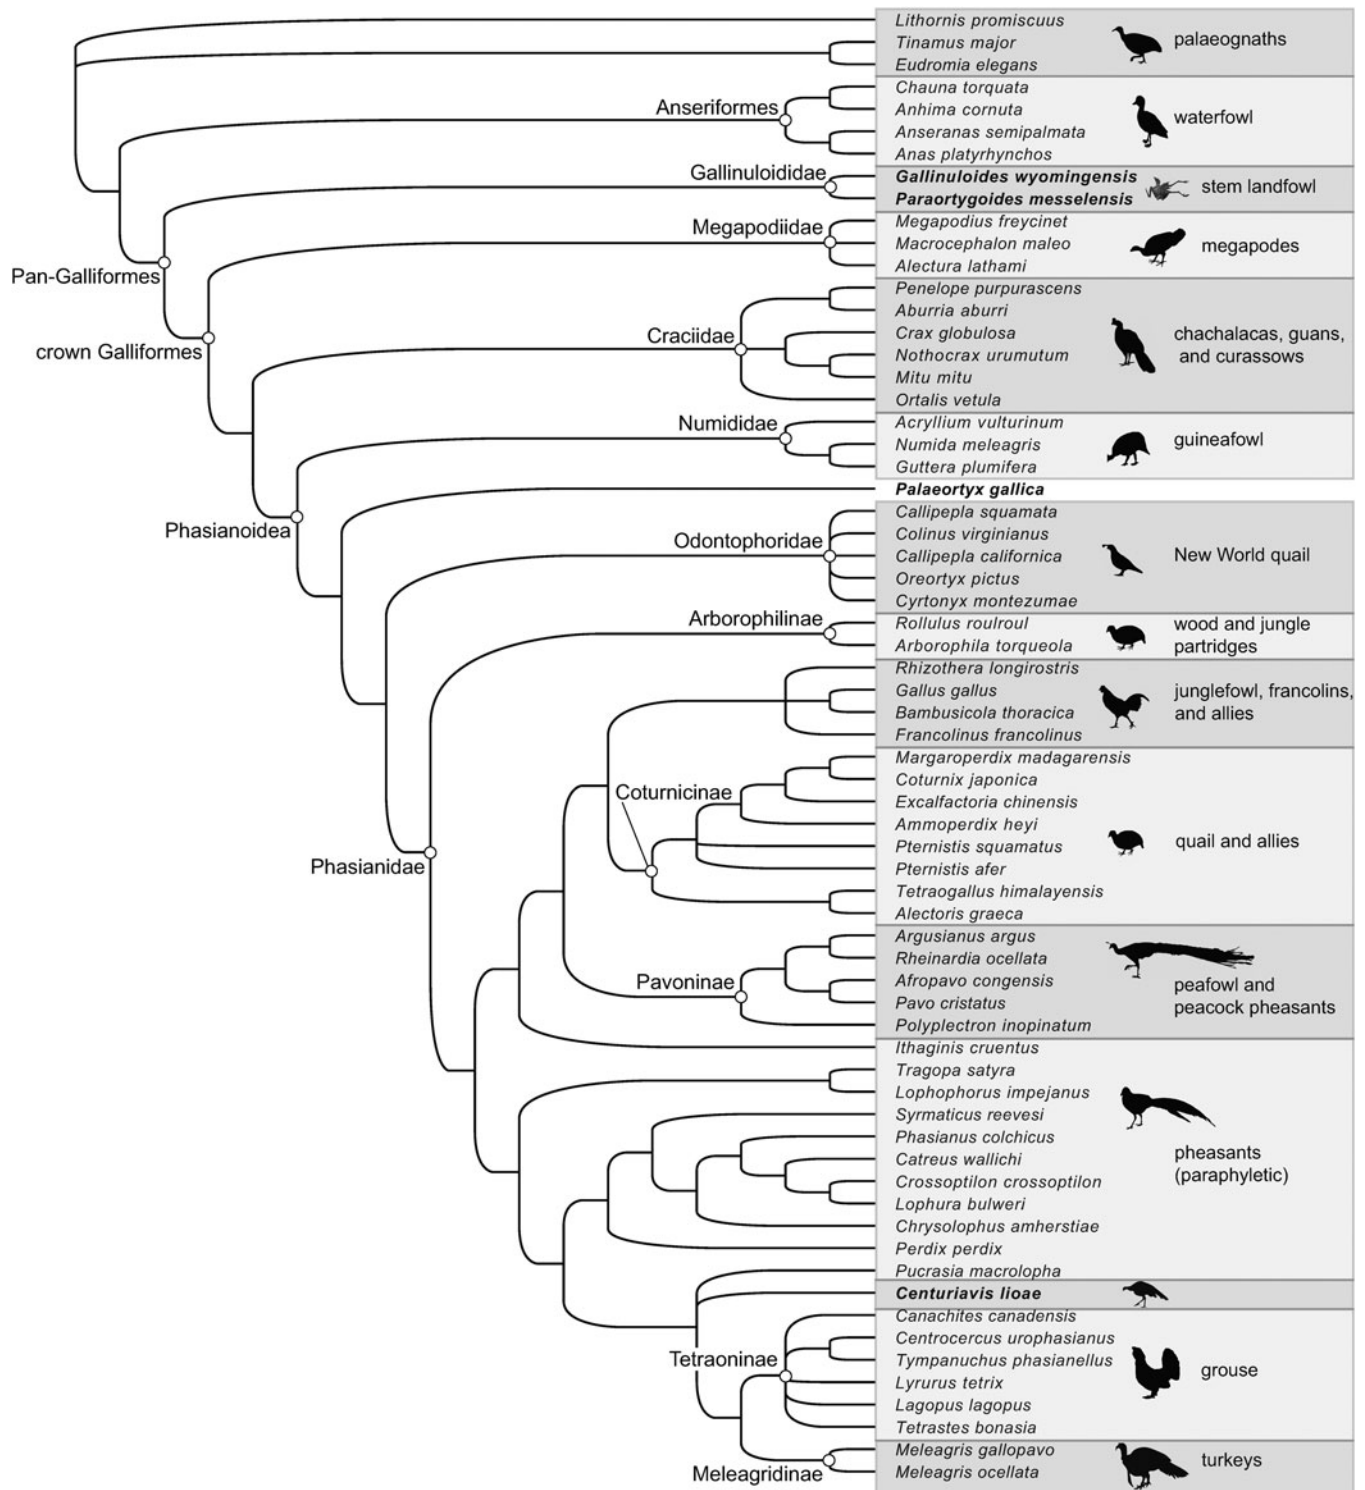 Lithornis promiscuus
Tinamus major
Eudromia elegans
palaeognaths
Anseriformes
Chauna torquata
Anhima cornuta
Anseranas semipalmata
Anas platyrhynchos
waterfowl
Gallinuloididae
Gallinuloides wyomingensis
Paraortygoides messelensis
stem landfowl
Megapodiidae
Megapodius freycinet
Macrocephalon maleo
Alectura lathami
megapodes
Pan-Galliformes
crown Galliformes
Craciidae
Penelope purpurascens
Aburria aburri
Crax globulosa
Nothocrax urumutum
Mitu mitu
Ortalis vetula
chachalacas, guans,
and curassows
Numididae
Acryllium vulturinum
Numida meleagris
Guttera plumifera
guineafowl
Palaeortyx gallica
Phasianoidea
Odontophoridae
Callipepla squamata
Colinus virginianus
Callipepla californica
Oreortyx pictus
Cyrtonyx montezumae
New World quail
Arborophilinae
Rollulus roulroul
Arborophila torqueola
wood and jungle
partridges
Rhizothera longirostris
Gallus gallus
Bambusicola thoracica
Francolinus francolinus
junglefowl, francolins,
and allies
Coturnicinae
Margaroperdix madagarensis
Coturnix japonica
Excalfactoria chinensis
Ammoperdix heyi
Pternistis squamatus
Pternistis afer
Tetraogallus himalayensis
Alectoris graeca
quail and allies
Phasianidae
Pavoninae
Argusianus argus
Rheinardia ocellata
Afropavo congensis
Pavo cristatus
Polyplectron inopinatum
peafowl and
peacock pheasants
Ithaginis cruentus
Tragopa satyra
Lophophorus impejanus
Syrmaticus reevesi
Phasianus colchicus
Catreus wallichi
Crossoptilon crossoptilon
Lophura bulweri
Chrysolophus amherstiae
Perdix perdix
Pucrasia macrolopha
pheasants
(paraphyletic)
Centuriavis lioae
Tetraoninae
Canachites canadensis
Centrocercus urophasianus
Tympanuchus phasianellus
Lyrurus tetrix
Lagopus lagopus
Tetrastes bonasia
grouse
Meleagridinae
Meleagris gallopavo
Meleagris ocellata
turkeys